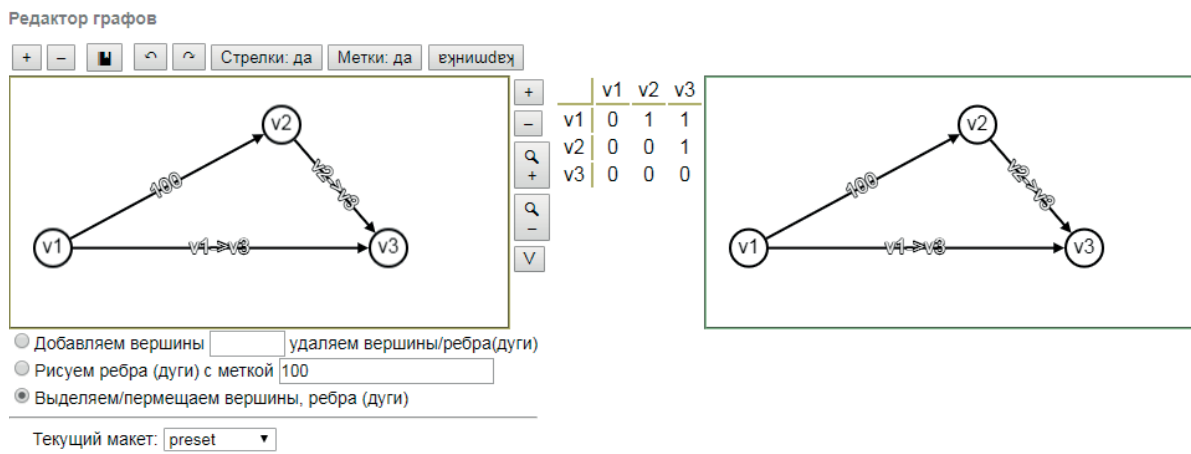 Редактор графов
+ – Стрелки: да Метки: да картинка
v2
100
v2->v3
v1
v1->v3
v3
+
–
+
–
V
v1 v2 v3
v1 0 1 1
v2 0 0 1
v3 0 0 0
v2
100
v2->v3
v1
v1->v3
v3
Добавляем вершины удаляем вершины/ребра(дуги)
Рисуем ребра (дуги) с меткой 100
Выделяем/пермещаем вершины, ребра (дуги)
Текущий макет: preset